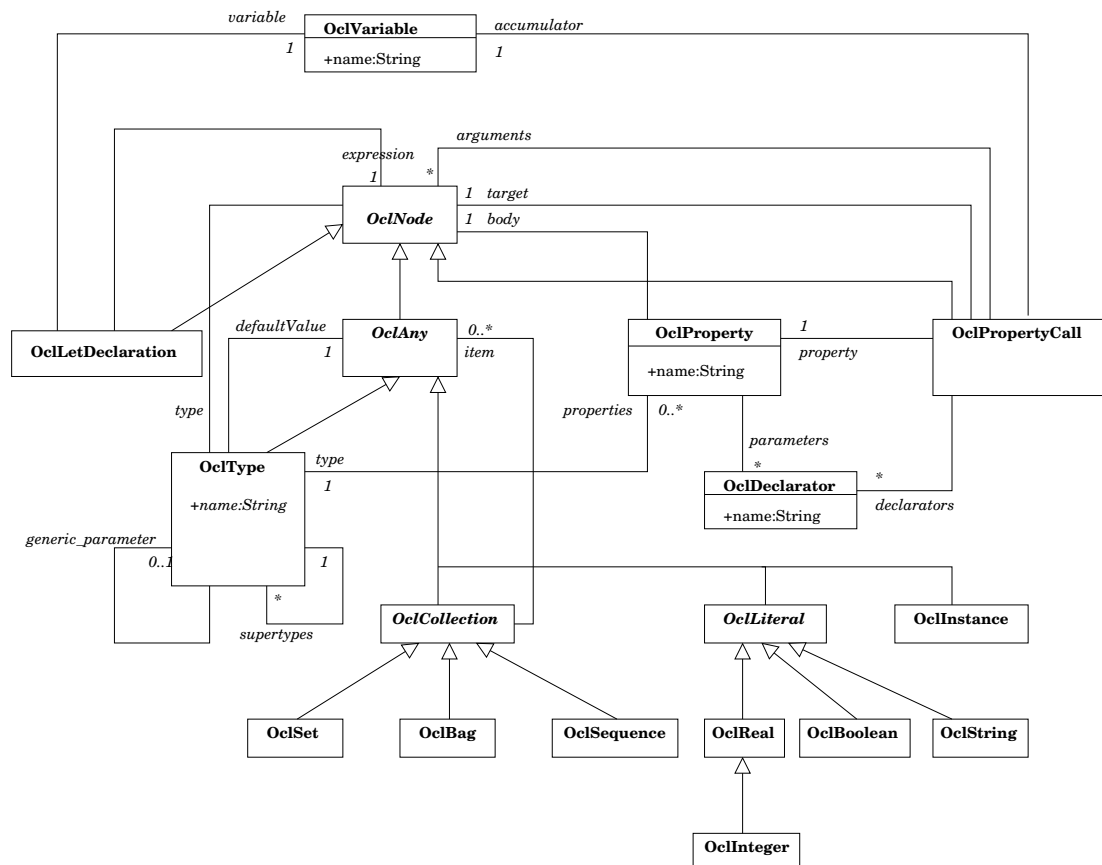 variable
OclVariable
accumulator
1
+name:String
1
arguments
expression
1
*
1 target
OclNode
1 body
defaultValue
1
OclAny
0..*
item
OclLetDeclaration
OclProperty
+name:String
1
property
OclPropertyCall
type
properties
0..*
parameters
*
OclType
+name:String
type
1
OclDeclarator
+name:String
*
declarators
generic_parameter
0..1
1
*
supertypes
OclCollection
OclLiteral
OclInstance
OclSet
OclBag
OclSequence
OclReal
OclBoolean
OclString
OclInteger